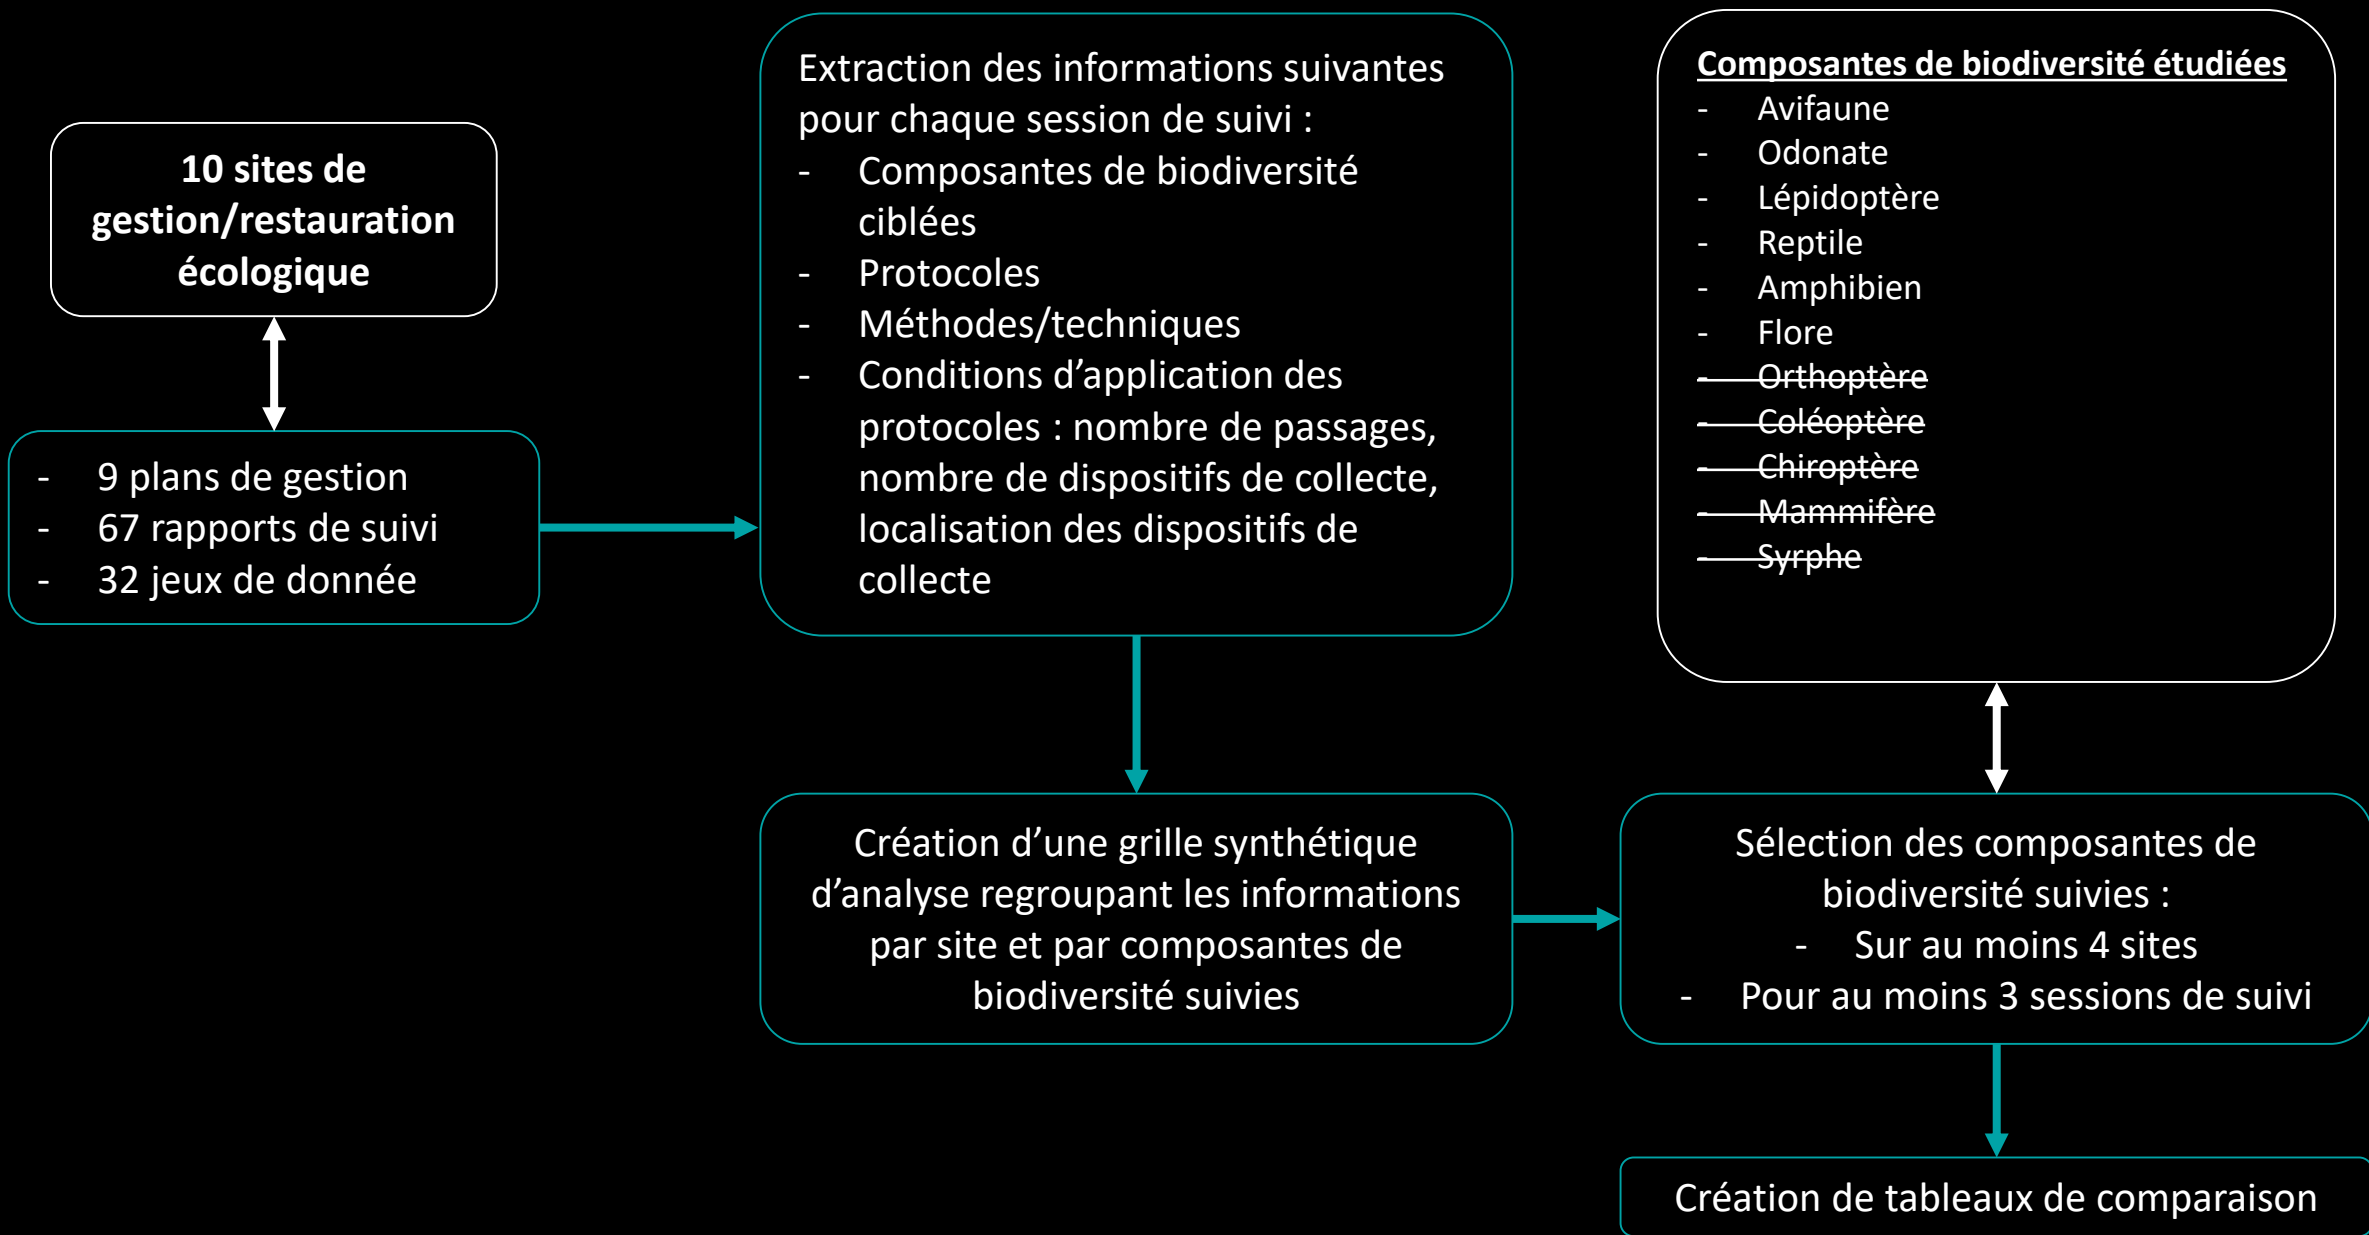 10 sites de
gestion/restauration
écologique
- 9 plans de gestion
- 67 rapports de suivi
- 32 jeux de donnée
Extraction des informations suivantes
pour chaque session de suivi :
- Composantes de biodiversité
ciblées
- Protocoles
- Méthodes/techniques
- Conditions d’application des
protocoles : nombre de passages,
nombre de dispositifs de collecte,
localisation des dispositifs de
collecte
Création d’une grille synthétique
d’analyse regroupant les informations
par site et par composantes de
biodiversité suivies
Composantes de biodiversité étudiées
- Avifaune
- Odonate
- Lépidoptère
- Reptile
- Amphibien
- Flore
- Orthoptère
- Coléoptère
- Chiroptère
- Mammifère
- Syrphe
Sélection des composantes de
biodiversité suivies :
- Sur au moins 4 sites
- Pour au moins 3 sessions de suivi
Création de tableaux de comparaison